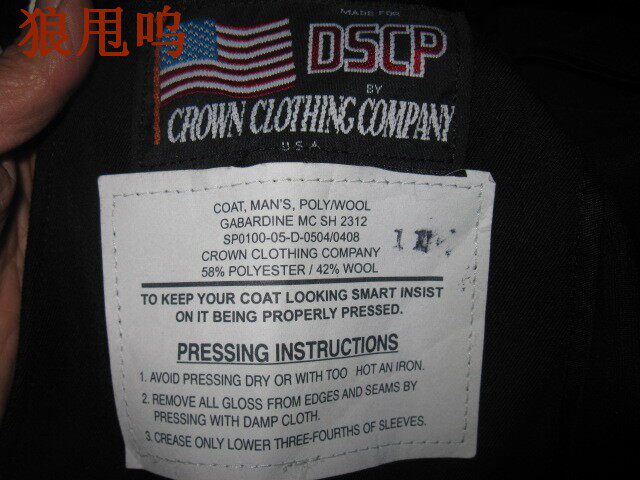 狼甩呜
MADE FOR
DSCP
BY
CROWN CLOTHING COMPANY
U.S.A.
COAT, MAN'S, POLY/WOOL
GABARDINE MC SH 2312
SP0100-05-D-0504/0408
CROWN CLOTHING COMPANY
58% POLYESTER / 42% WOOL
TO KEEP YOUR COAT LOOKING SMART INSIST
ON IT BEING PROPERLY PRESSED.
PRESSING INSTRUCTIONS
1. AVOID PRESSING DRY OR WITH TOO HOT AN IRON.
2. REMOVE ALL GLOSS FROM EDGES AND SEAMS BY
PRESSING WITH DAMP CLOTH.
3. CREASE ONLY LOWER THREE-FOURTHS OF SLEEVES.